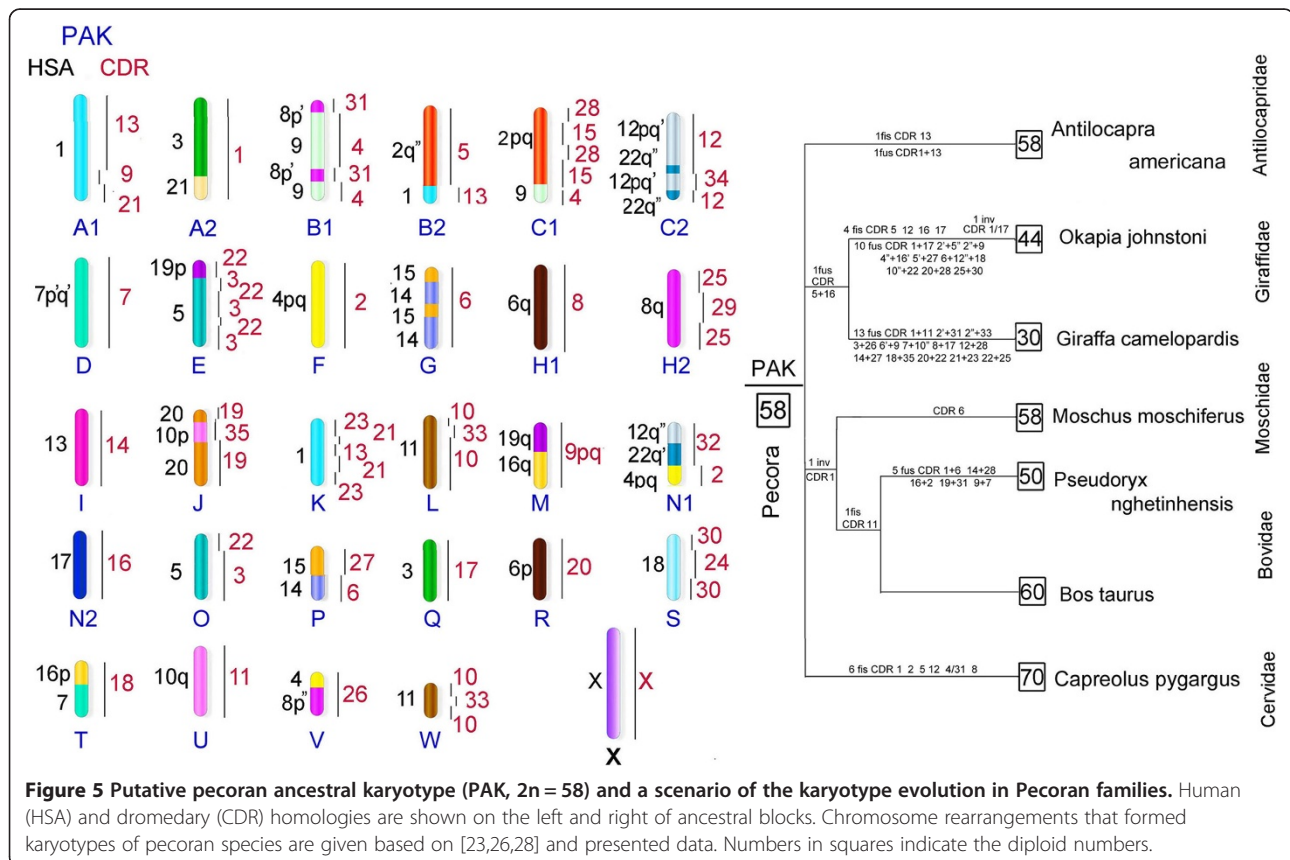 PAK
HSA CDR
1 13 9 21
A1
3 21 1
A2
8p' 9 8p' 9 31 4 31 4
B1
2q" 1 5 13
B2
2pq 9 28 15 28 15 4
C1
12pq' 22q" 12pq' 22q" 12 34 12
C2
7p'q' 7
D
19p 5 22 3 22 3 22 3
E
4pq 2
F
15 14 15 14 6
G
6q 8
H1
8q 25 29 25
H2
13 14
I
20 10p 20 19 35 19
J
1 23 21 13 21 23
K
11 10 33 10
L
19q 16q 9pq
M
12q" 22q' 4pq 32 2
N1
17 16
N2
5 22 3
O
15 14 27 6
P
3 17
Q
6p 20
R
18 30 24 30
S
16p 7 18
T
10q 11
U
4 8p" 26
V
11 10 33 10
W
X X
X
PAK
58
Pecora
1fus
CDR
5+16
1 inv
CDR1
1fis
CDR 11
1fis CDR 13
1fus CDR1+13
58 Antilocapra
americana
4 fis CDR 5 12 16 17
1 inv
CDR 1/17
10 fus CDR 1+17 2'+5" 2"+9
4"+16' 5'+27 6+12"+18
10"+22 20+28 25+30
44 Okapia johnstoni
13 fus CDR 1+11 2'+31 2"+33
3+26 6'+9 7+10" 8+17 12+28
14+27 18+35 20+22 21+23 22+25
30 Giraffa camelopardis
CDR 6
58 Moschus moschiferus
5 fus CDR 1+6 14+28
16+2 19+31 9+7
50 Pseudoryx
nghetinhensis
60 Bos taurus
6 fis CDR 1 2 5 12 4/31 8
70 Capreolus pygargus
Antilocapridae
Giraffidae
Moschidae
Bovidae
Cervidae
Figure 5 Putative pecoran ancestral karyotype (PAK, 2n = 58) and a scenario of the karyotype evolution in Pecoran families. Human
(HSA) and dromedary (CDR) homologies are shown on the left and right of ancestral blocks. Chromosome rearrangements that formed
karyotypes of pecoran species are given based on [23,26,28] and presented data. Numbers in squares indicate the diploid numbers.